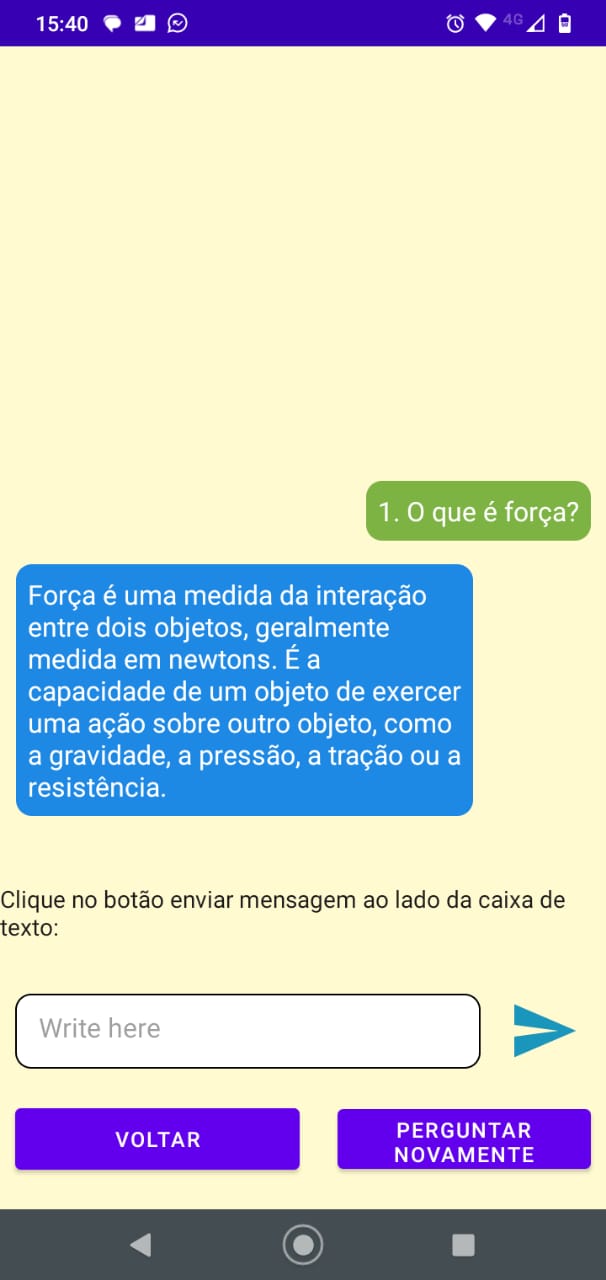 15:40
4G
1. O que é força?
Força é uma medida da interação
entre dois objetos, geralmente
medida em newtons. É a
capacidade de um objeto de exercer
uma ação sobre outro objeto, como
a gravidade, a pressão, a tração ou a
resistência.
Clique no botão enviar mensagem ao lado da caixa de
texto:
Write here
VOLTAR
PERGUNTAR
NOVAMENTE